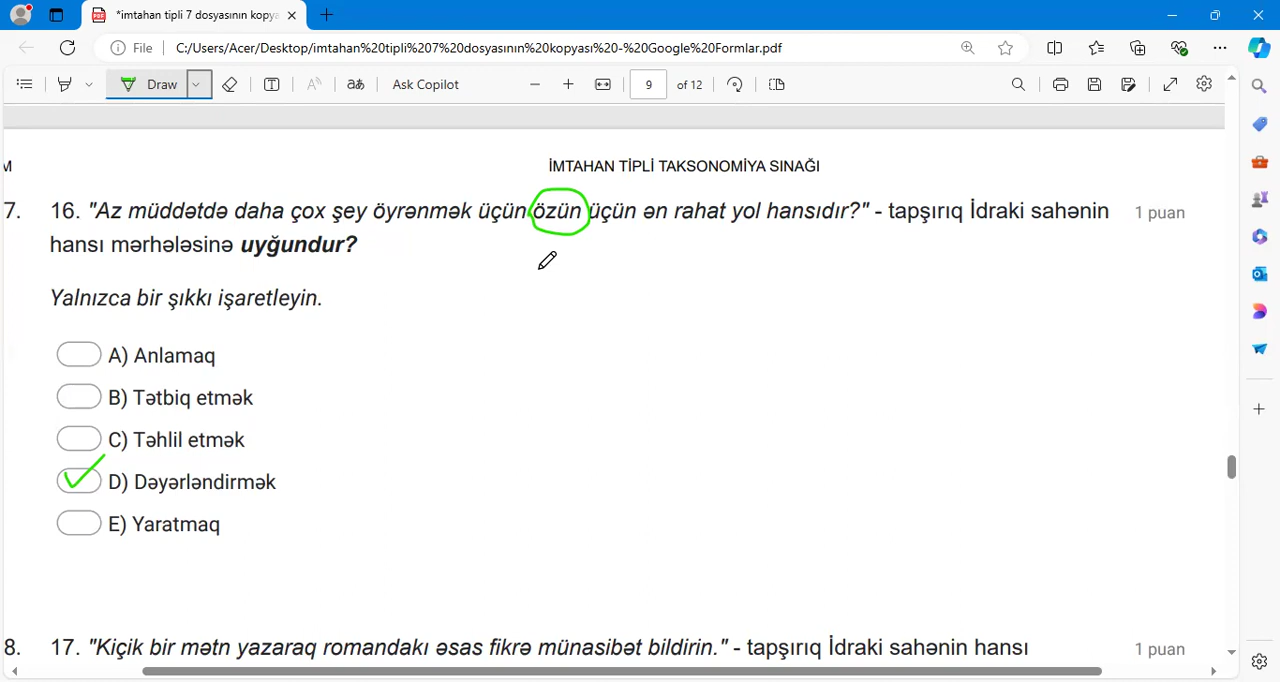 *imtahan tipli 7 dosyasının kopya
File
C:/Users/Acer/Desktop/imtahan%20tipli%207%20dosyasının%20kopyası%20-%20Google%20Formlar.pdf
Draw
Ask Copilot
9 of 12
M
İMTAHAN TİPLİ TAKSONOMİYA SINAĞI
7. 16. "Az müddətdə daha çox şey öyrənmək üçün özün üçün ən rahat yol hansıdır?" - tapşırıq İdraki sahənin 1 puan
hansı mərhələsinə uyğundur?
Yalnızca bir şıkkı işaretleyin.
A) Anlamaq
B) Tətbiq etmək
C) Təhlil etmək
D) Dəyərləndirmək
E) Yaratmaq
8. 17. "Kiçik bir mətn yazaraq romandakı əsas fikrə münasibət bildirin." - tapşırıq İdraki sahənin hansı 1 puan